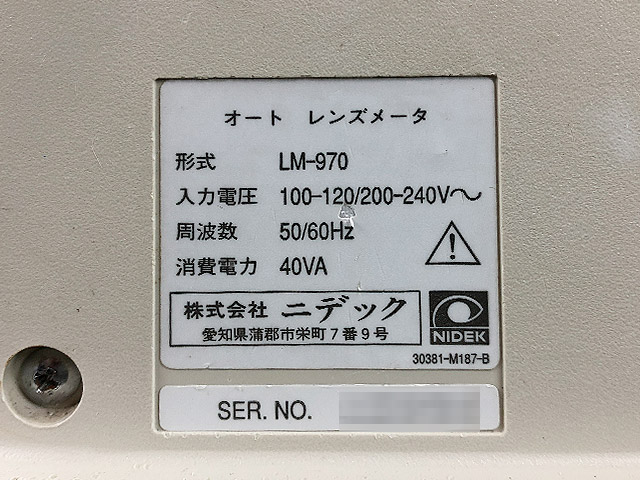 オート レンズメータ
形式 LM-970
入力電圧 100-120/200-240V〜
周波数 50/60Hz
消費電力 40VA
株式会社 ニデック
愛知県蒲郡市栄町7番9号
NIDEK
30381-M187-B
SER. NO.